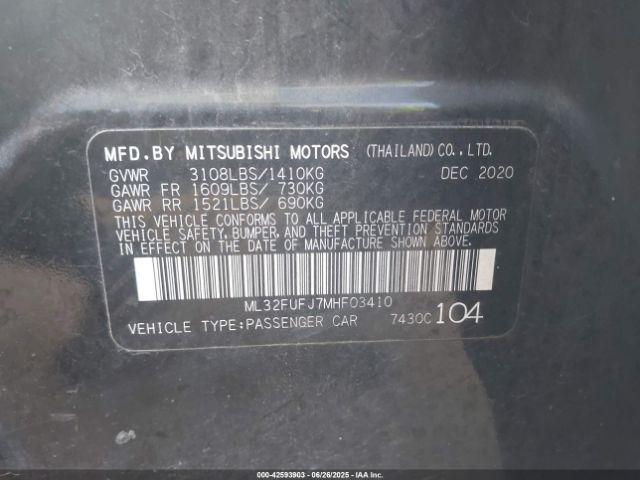 MFD.BY MITSUBISHI MOTORS (THAILAND)CO.,LTD.
GVWR 3108LBS/1410KG DEC 2020
GAWR FR 1609LBS/ 730KG
GAWR RR 1521LBS/ 690KG
THIS VEHICLE CONFORMS TO ALL APPLICABLE FEDERAL MOTOR
VEHICLE SAFETY, BUMPER, AND THEFT PREVENTION STANDARDS
IN EFFECT ON THE DATE OF MANUFACTURE SHOWN ABOVE.
ML32FUFJ7MHF03410
VEHICLE TYPE:PASSENGER CAR 7430C 104
00-42593903 - 06/26/2025 - IAA Inc.